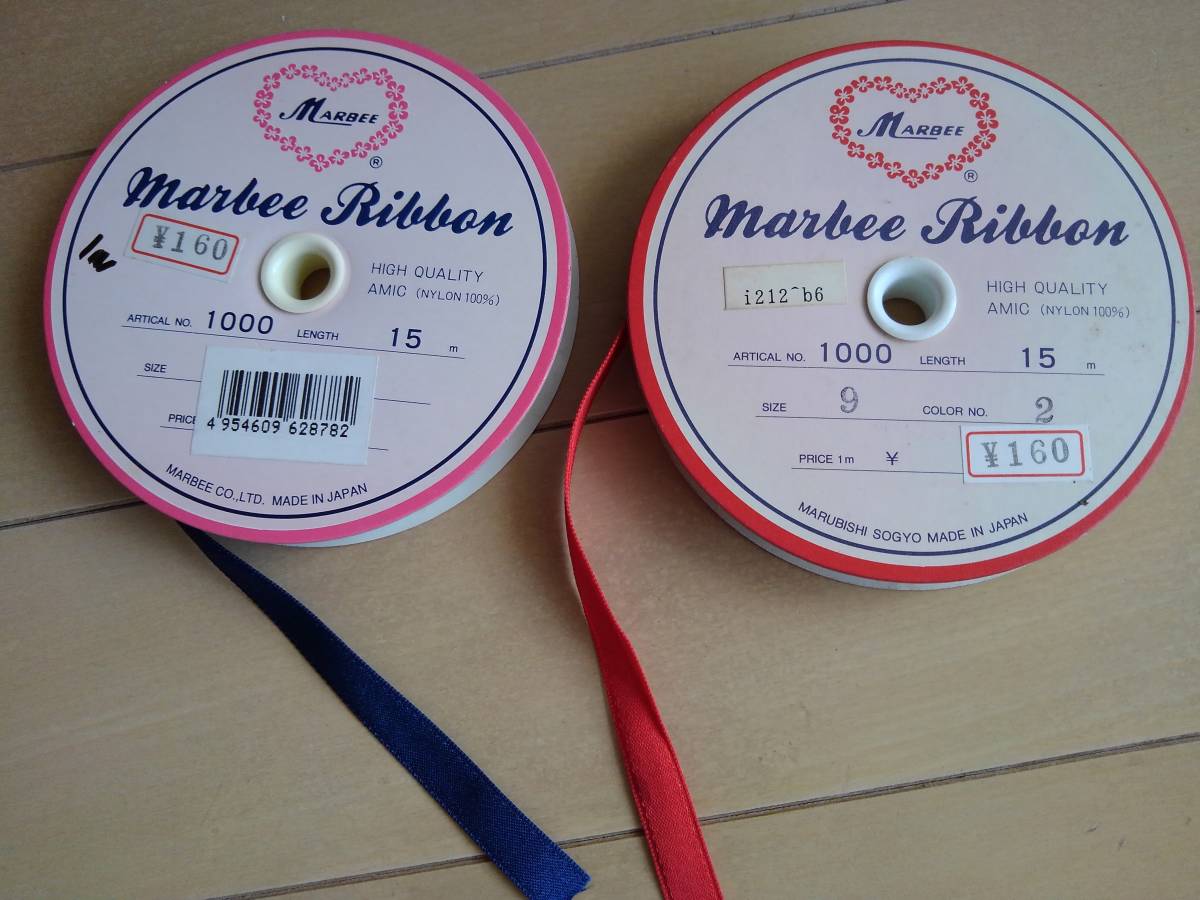 MARBEE
®
Marbee Ribbon
¥160
HIGH QUALITY
AMIC (NYLON 100%)
ARTICAL NO. 1000 LENGTH 15 m
SIZE
PRICE
4 954609 628782
MARBEE CO.,LTD. MADE IN JAPAN
MARBEE
®
Marbee Ribbon
i212^b6
HIGH QUALITY
AMIC (NYLON 100%)
ARTICAL NO. 1000 LENGTH 15 m
SIZE 9 COLOR NO. 2
PRICE 1m ¥
¥160
MARUBISHI SOGYO MADE IN JAPAN